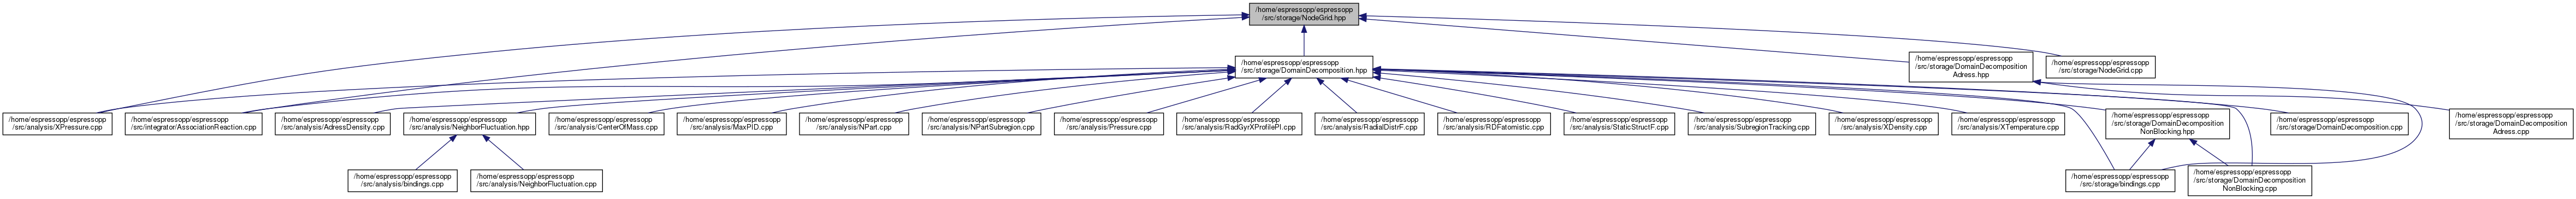 /home/espressopp/espressopp
/src/storage/NodeGrid.hpp
/home/espressopp/espressopp
/src/storage/DomainDecomposition.hpp
/home/espressopp/espressopp
/src/storage/DomainDecomposition
Adress.hpp
/home/espressopp/espressopp
/src/storage/NodeGrid.cpp
/home/espressopp/espressopp
/src/analysis/XPressure.cpp
/home/espressopp/espressopp
/src/integrator/AssociationReaction.cpp
/home/espressopp/espressopp
/src/analysis/AdressDensity.cpp
/home/espressopp/espressopp
/src/analysis/NeighborFluctuation.hpp
/home/espressopp/espressopp
/src/analysis/CenterOfMass.cpp
/home/espressopp/espressopp
/src/analysis/MaxPID.cpp
/home/espressopp/espressopp
/src/analysis/NPart.cpp
/home/espressopp/espressopp
/src/analysis/NPartSubregion.cpp
/home/espressopp/espressopp
/src/analysis/Pressure.cpp
/home/espressopp/espressopp
/src/analysis/RadGyrXProfilePI.cpp
/home/espressopp/espressopp
/src/analysis/RadialDistrF.cpp
/home/espressopp/espressopp
/src/analysis/RDFatomistic.cpp
/home/espressopp/espressopp
/src/analysis/StaticStructF.cpp
/home/espressopp/espressopp
/src/analysis/SubregionTracking.cpp
/home/espressopp/espressopp
/src/analysis/XDensity.cpp
/home/espressopp/espressopp
/src/analysis/XTemperature.cpp
/home/espressopp/espressopp
/src/storage/DomainDecomposition
NonBlocking.hpp
/home/espressopp/espressopp
/src/storage/DomainDecomposition.cpp
/home/espressopp/espressopp
/src/storage/DomainDecomposition
Adress.cpp
/home/espressopp/espressopp
/src/analysis/bindings.cpp
/home/espressopp/espressopp
/src/analysis/NeighborFluctuation.cpp
/home/espressopp/espressopp
/src/storage/bindings.cpp
/home/espressopp/espressopp
/src/storage/DomainDecomposition
NonBlocking.cpp